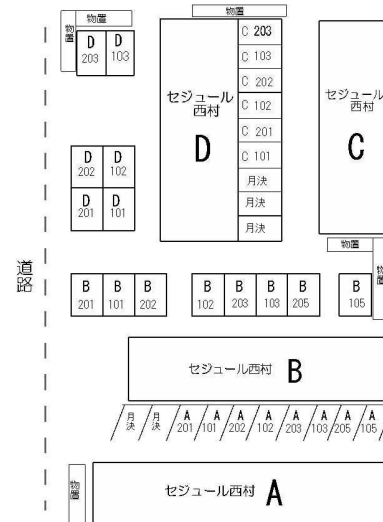 物置
物置
D D
203 103
D D
202 102
D D
201 101
セジュール
西村
D
物置
C 203
C 103
C 202
C 102
C 201
C 101
月決
月決
月決
セジュール
西村
C
物置
物置
道路
B B B
201 101 202
B B B B
102 203 103 205
B
105
セジュール西村 B
月決
月決
A A A A A A A A
201 101 202 102 203 103 205 105
物置
セジュール西村 A